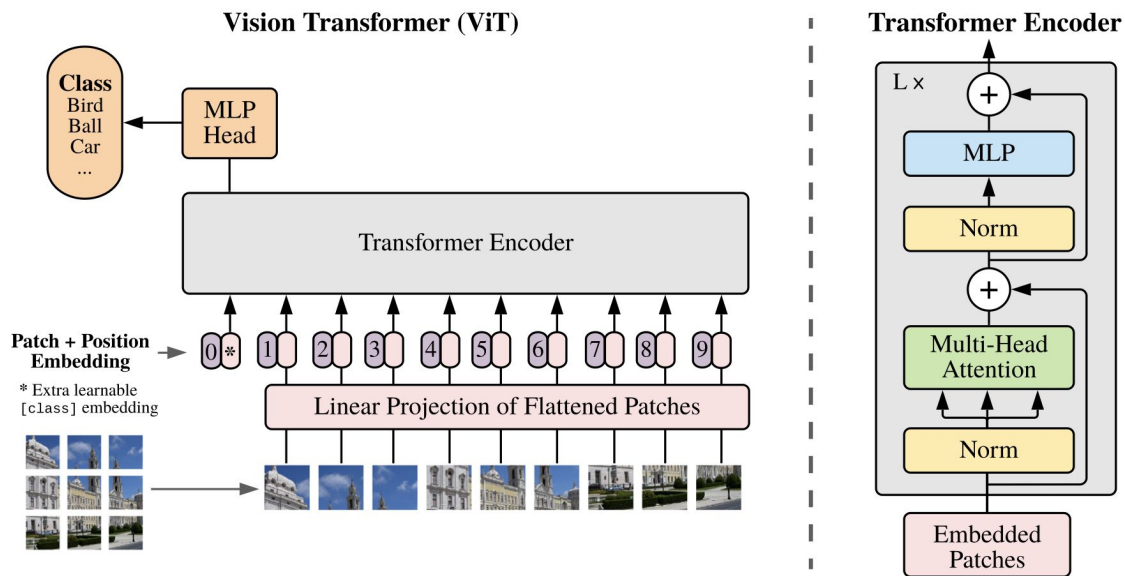 Vision Transformer (ViT)
Class
Bird
Ball
Car
...
MLP
Head
Transformer Encoder
0 * 1 2 3 4 5 6 7 8 9
Patch + Position
Embedding
* Extra learnable
[class] embedding
Linear Projection of Flattened Patches
Transformer Encoder
L ×
+
MLP
Norm
+
Multi-Head
Attention
Norm
Embedded
Patches